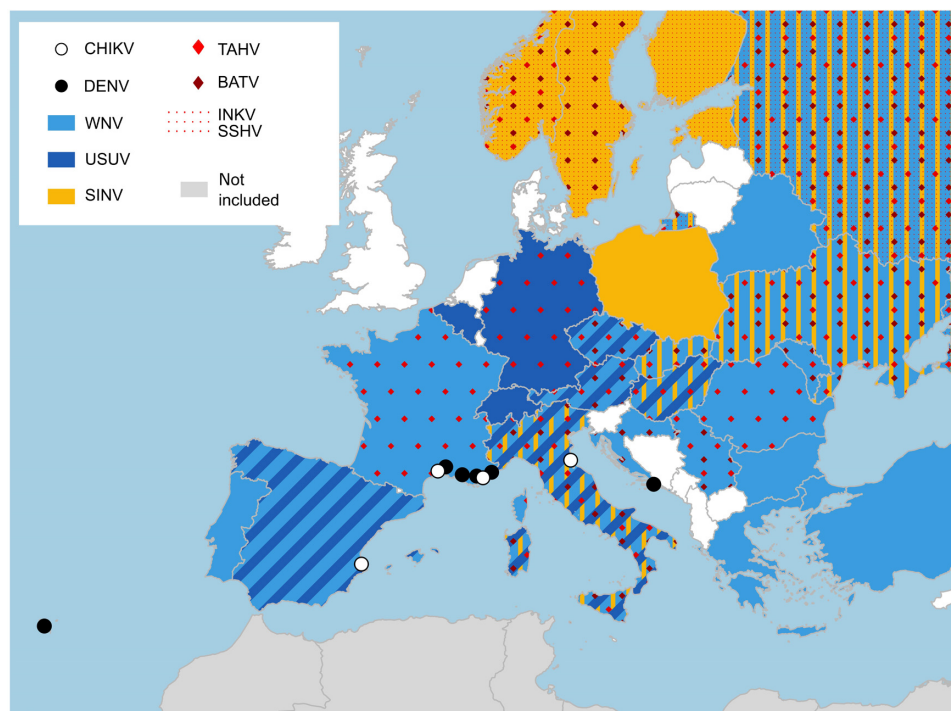 CHIKV
DENV
WNV
USUV
SINV
TAHV
BATV
INKV
SSHV
Not
included